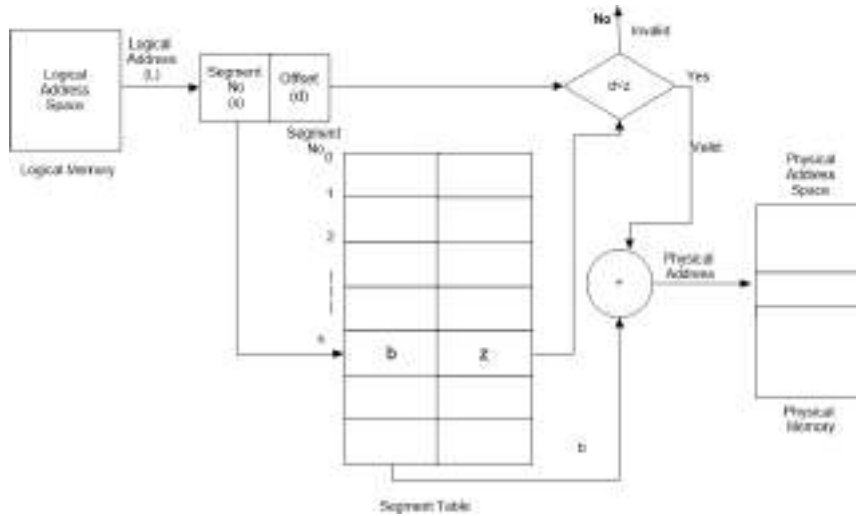 Logical
Address
Space
Logical Memory
Logical
Address
(L)
Segment
No
(s)
Offset
(d)
Segment
No
0
1
2
s
b
z
Segment Table
No
Invalid
d<z
Yes
Valid
+
b
Physical
Address
Physical
Address
Space
Physical
Memory